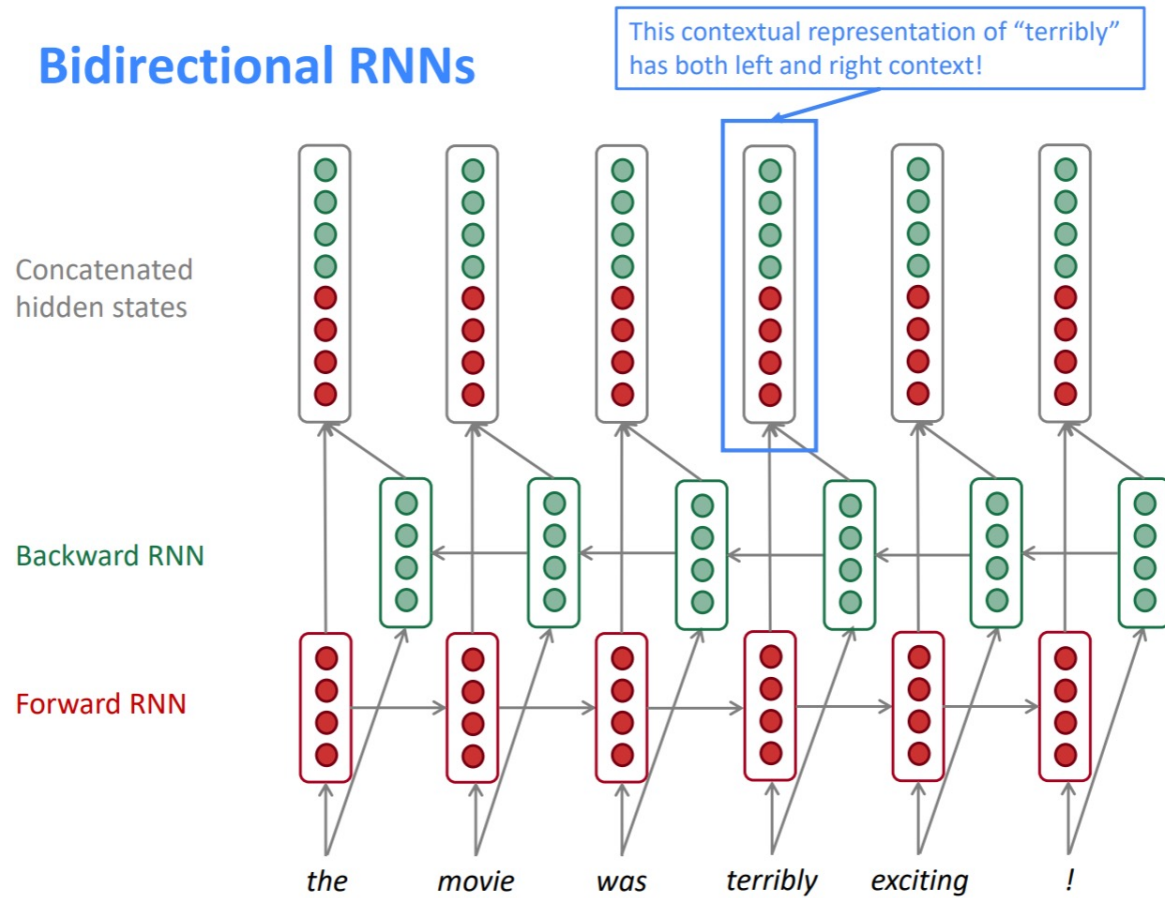 Bidirectional RNNs
This contextual representation of “terribly”
has both left and right context!
Concatenated
hidden states
Backward RNN
Forward RNN
the movie was terribly exciting !